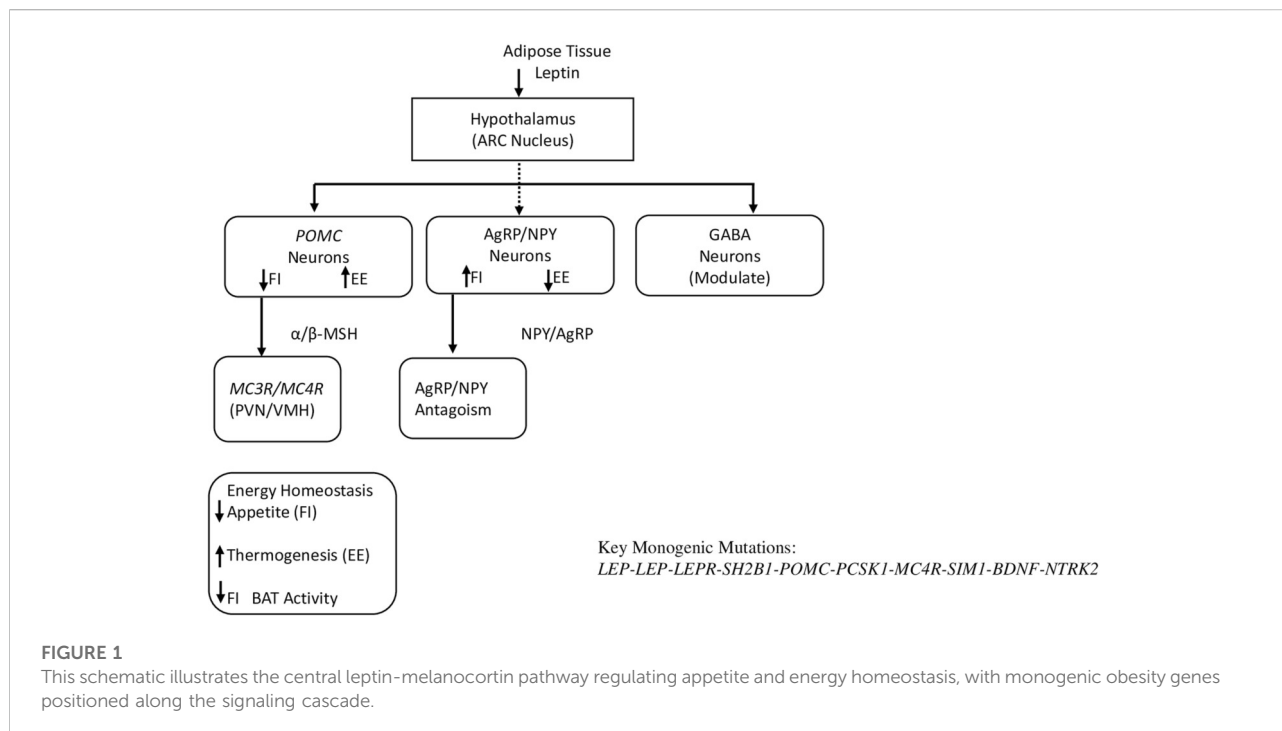 Adipose Tissue
Leptin
Hypothalamus
(ARC Nucleus)
POMC
Neurons
↓FI ↑EE
AgRP/NPY
Neurons
↑FI ↓EE
GABA
Neurons
(Modulate)
α/β-MSH
NPY/AgRP
MC3R/MC4R
(PVN/VMH)
AgRP/NPY
Antagoism
Energy Homeostasis
↓Appetite (FI)
↑Thermogenesis (EE)
↓FI BAT Activity
Key Monogenic Mutations:
LEP-LEP-LEPR-SH2B1-POMC-PCSK1-MC4R-SIM1-BDNF-NTRK2
FIGURE 1
This schematic illustrates the central leptin-melanocortin pathway regulating appetite and energy homeostasis, with monogenic obesity genes
positioned along the signaling cascade.